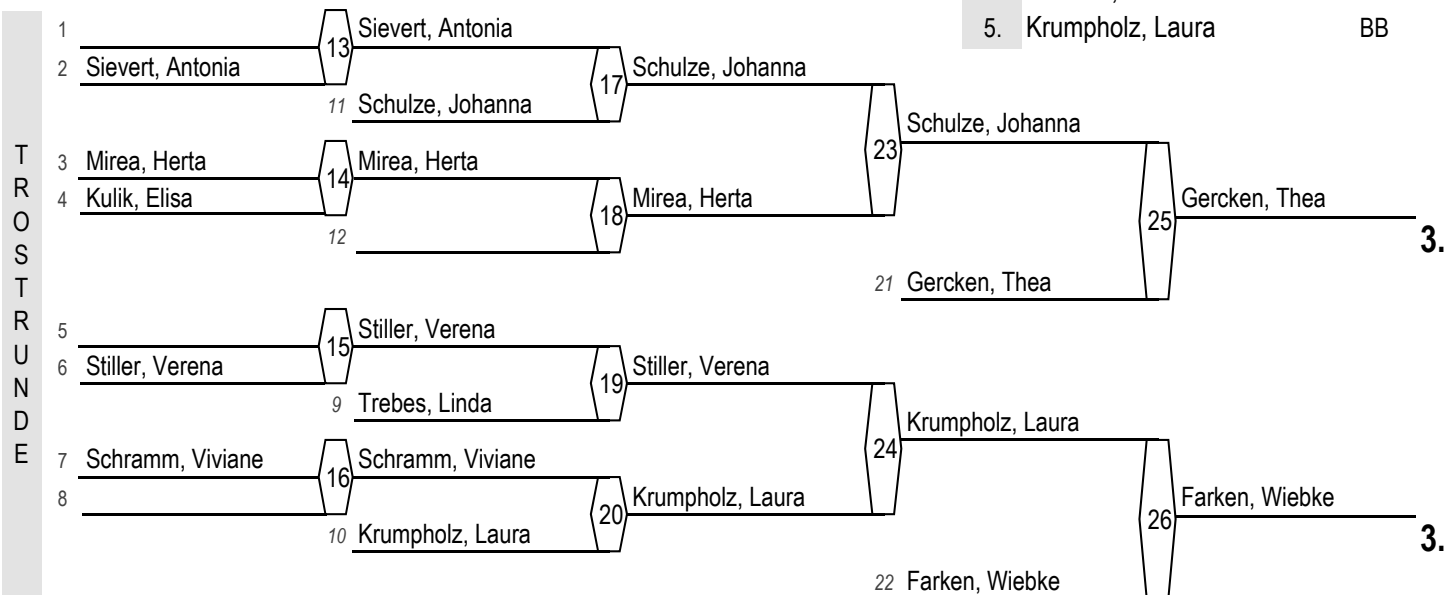 5. Krumpholz, Laura BB
TROSTRUNDE
1
13 Sievert, Antonia
2 Sievert, Antonia
17 Schulze, Johanna
11 Schulze, Johanna
23 Schulze, Johanna
3 Mirea, Herta
14 Mirea, Herta
4 Kulik, Elisa
18 Mirea, Herta
12
25 Gercken, Thea
3.
21 Gercken, Thea
5
15 Stiller, Verena
6 Stiller, Verena
19 Stiller, Verena
9 Trebes, Linda
24 Krumpholz, Laura
7 Schramm, Viviane
16 Schramm, Viviane
8
20 Krumpholz, Laura
10 Krumpholz, Laura
26 Farken, Wiebke
3.
22 Farken, Wiebke